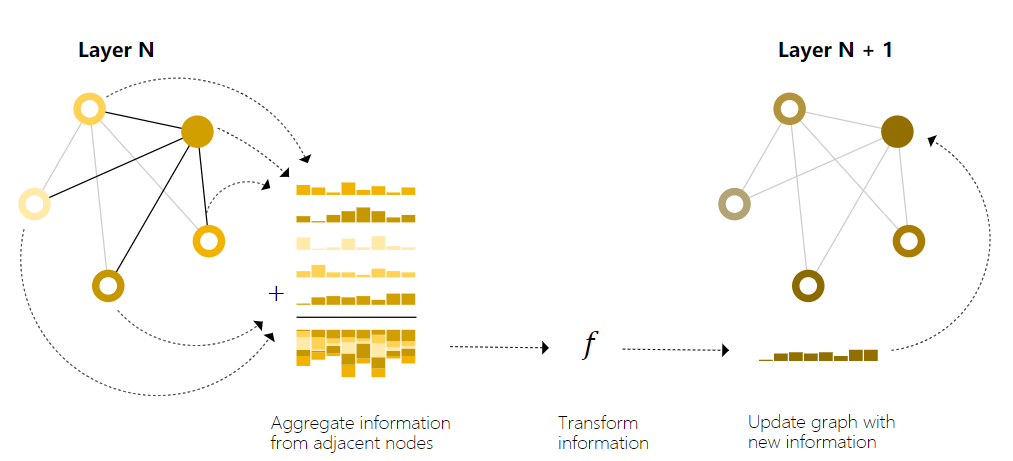 Layer N
Layer N + 1
+
f
Aggregate information
from adjacent nodes
Transform
information
Update graph with
new information